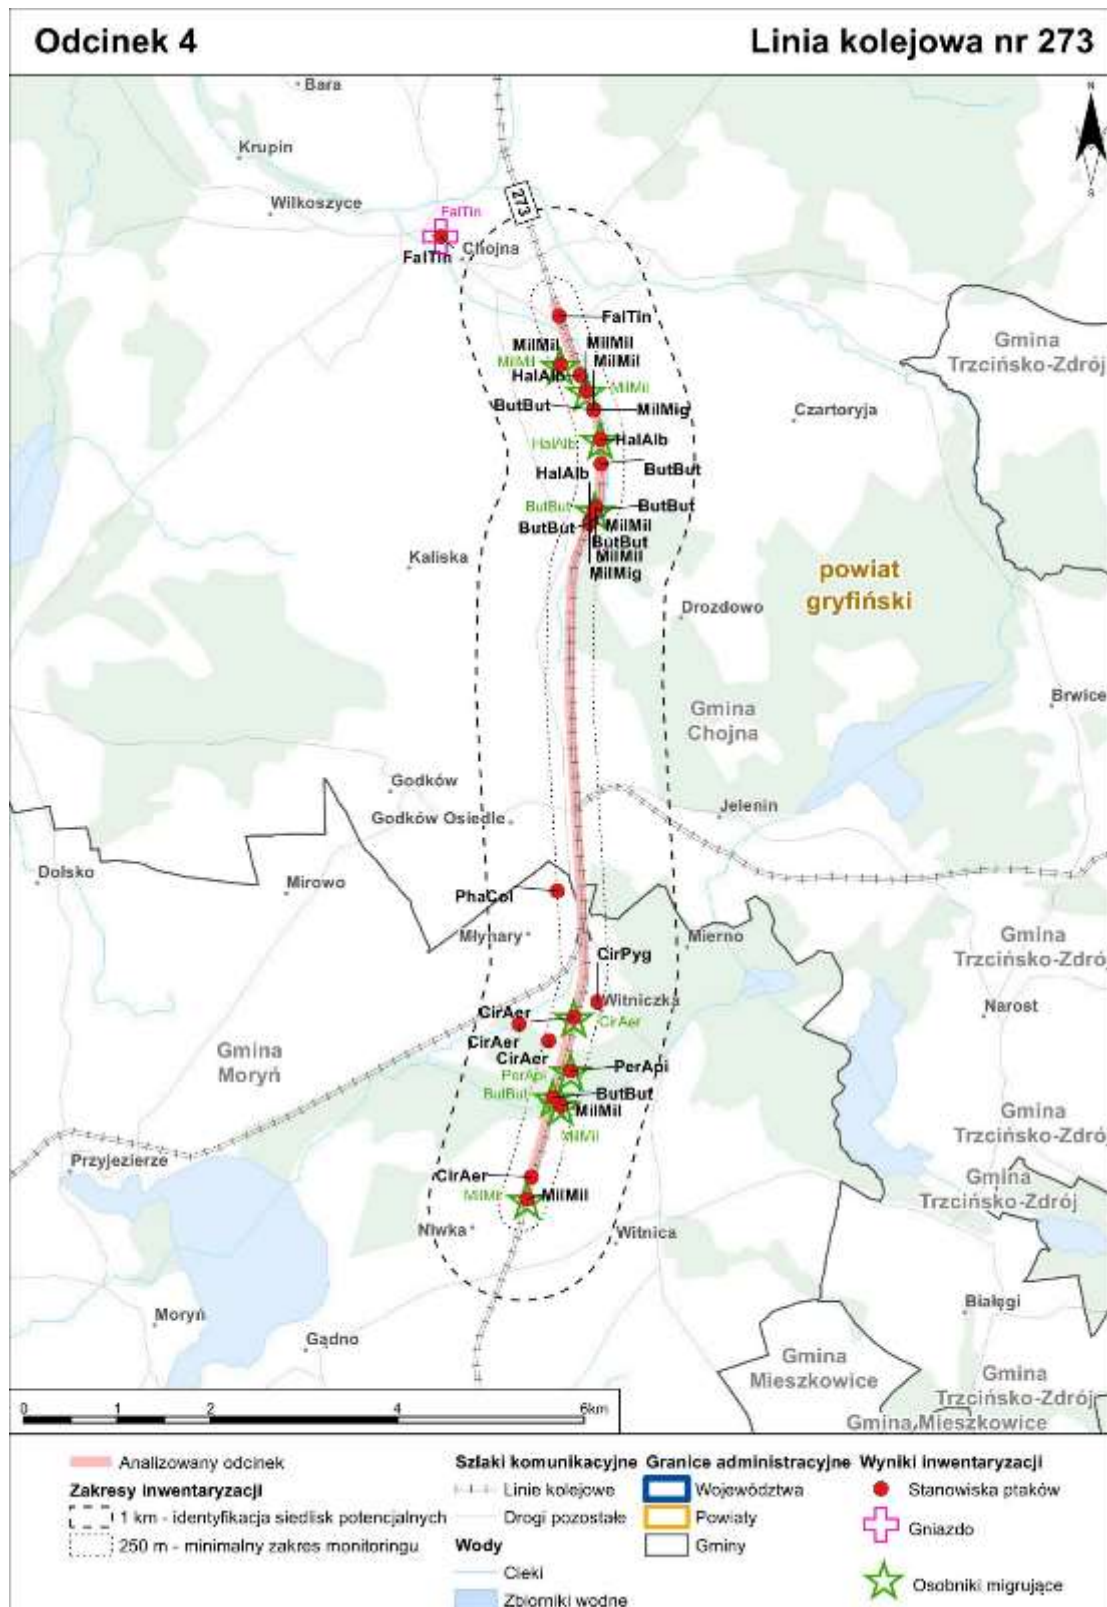 Odcinek 4
Linia kolejowa nr 273
Bara
N
Krupin
Wilkoszyce
273
FalTin
Chojna
FalTin
S
FalTin
Gmina
Trzcińsko-Zdrój
MilMil
MilMil
MilMil
MilMil
HalAlb
MilMil
ButBut
MilMig
Czartoryja
HalAlb
HalAlb
HalAlb
ButBut
ButBut
ButBut
ButBut
MilMil
ButBut
MilMil
MilMig
Kaliska
powiat
gryfiński
Drozdowo
Brwice
Gmina
Chojna
Godków
Godków Osiedle
Jelenin
Dolsko
Mirowo
PhaCol
Młynary
Mierno
Gmina
Trzcińsko-Zdrój
CirPyg
Witniczka
Narost
CirAer
CirAer
CirAer
CirAer
Gmina
Moryń
PerApi
PerApi
ButBut
ButBut
MilMil
MilMil
Gmina
Trzcińsko-Zdrój
Przyjezierze
CirAer
Gmina
Trzcińsko-Zdrój
MilMil
MilMil
Niwka
Witnica
Moryń
Białęgi
Gądno
Gmina
Mieszkowice
Gmina
Trzcińsko-Zdrój
Gmina Mieszkowice
0 1 2 4 6km
Analizowany odcinek
Zakresy inwentaryzacji
1 km - identyfikacja siedlisk potencjalnych
250 m - minimalny zakres monitoringu
Szlaki komunikacyjne
Linie kolejowe
Drogi pozostałe
Wody
Cieki
Zbiorniki wodne
Granice administracyjne
Województwa
Powiaty
Gminy
Wyniki inwentaryzacji
Stanowiska ptaków
Gniazdo
Osobniki migrujące